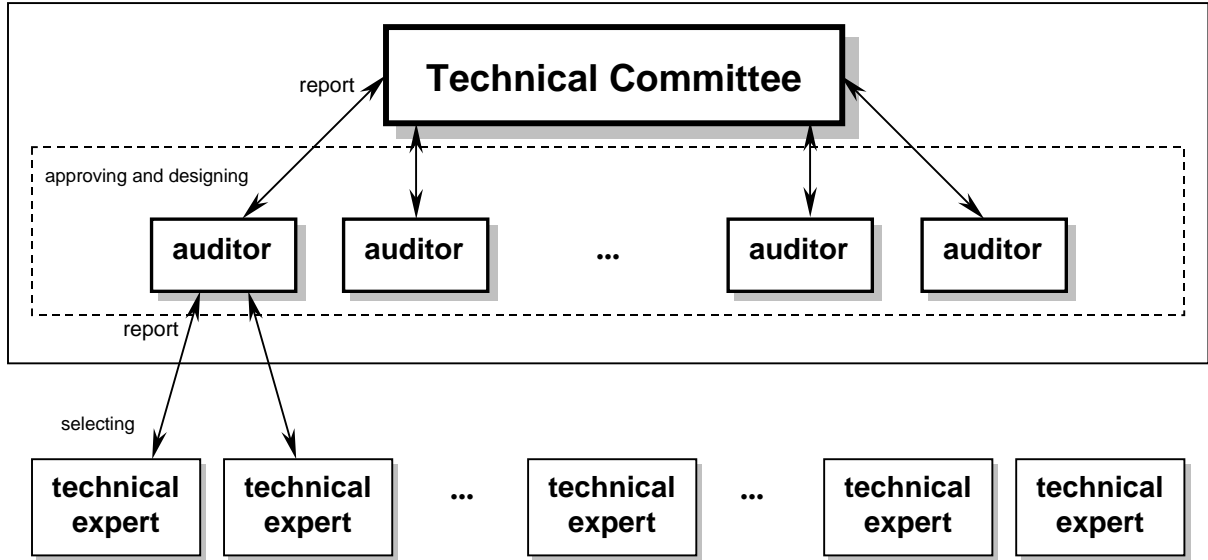 Technical Committee
report
approving and designing
auditor
auditor
...
auditor
auditor
report
selecting
technical
expert
technical
expert
...
technical
expert
...
technical
expert
technical
expert